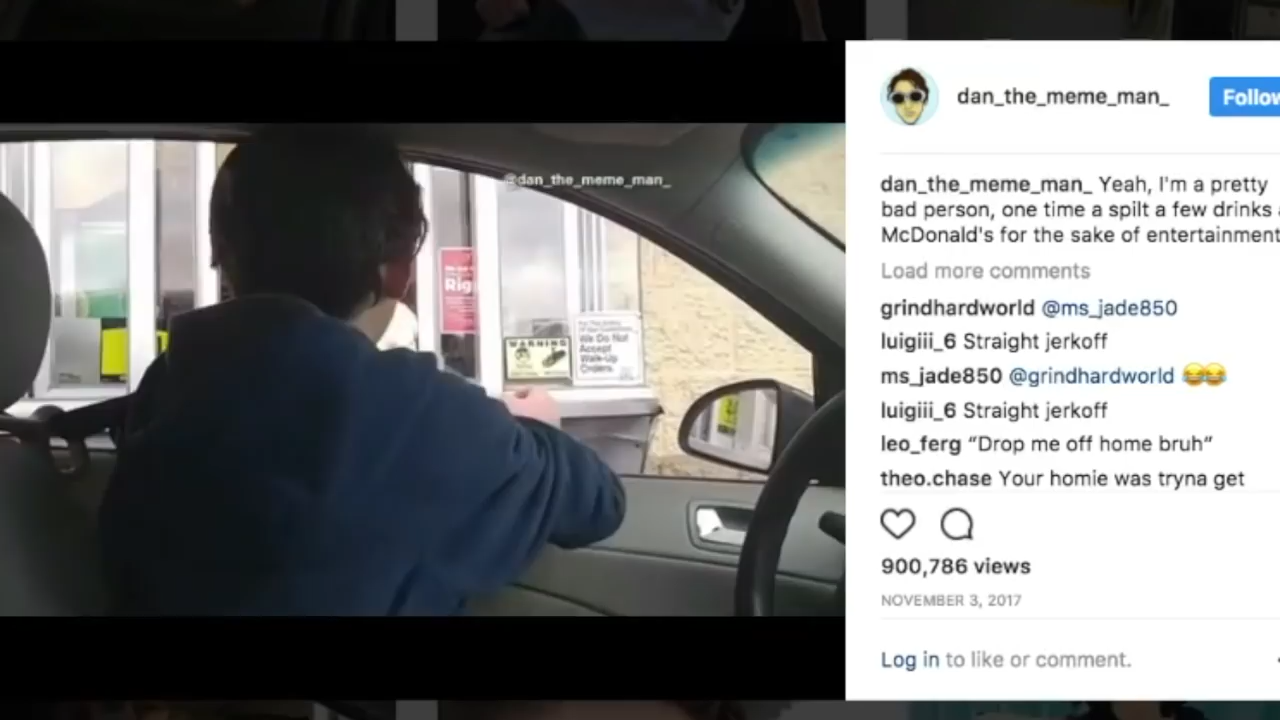 @dan_the_meme_man_
Rig
WARNING
We Do Not
Accept
Walk-Up
Orders
dan_the_meme_man_
Follow
dan_the_meme_man_ Yeah, I'm a pretty
bad person, one time a spilt a few drinks
McDonald's for the sake of entertainment
Load more comments
grindhardworld @ms_jade850
luigiii_6 Straight jerkoff
ms_jade850 @grindhardworld 😂😂
luigiii_6 Straight jerkoff
leo_ferg “Drop me off home bruh”
theo.chase Your homie was tryna get
900,786 views
NOVEMBER 3, 2017
Log in to like or comment.